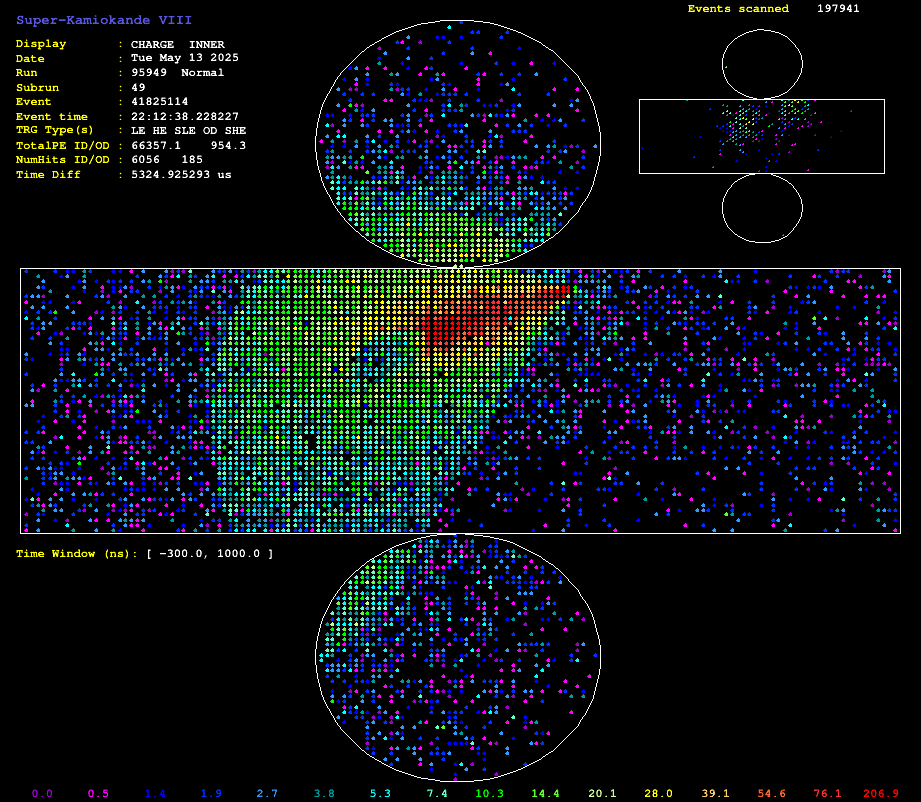 Super-Kamiokande VIII
Events scanned 197941
Display : CHARGE INNER
Date : Tue May 13 2025
Run : 95949 Normal
Subrun : 49
Event : 41825114
Event time : 22:12:38.228227
TRG Type(s) : LE HE SLE OD SHE
TotalPE ID/OD : 66357.1 954.3
NumHits ID/OD : 6056 185
Time Diff : 5324.925293 us
Time Window (ns): [ −300.0, 1000.0 ]
0.0 0.5 1.4 1.9 2.7 3.8 5.3 7.4 10.3 14.4 20.1 28.0 39.1 54.6 76.1 206.9